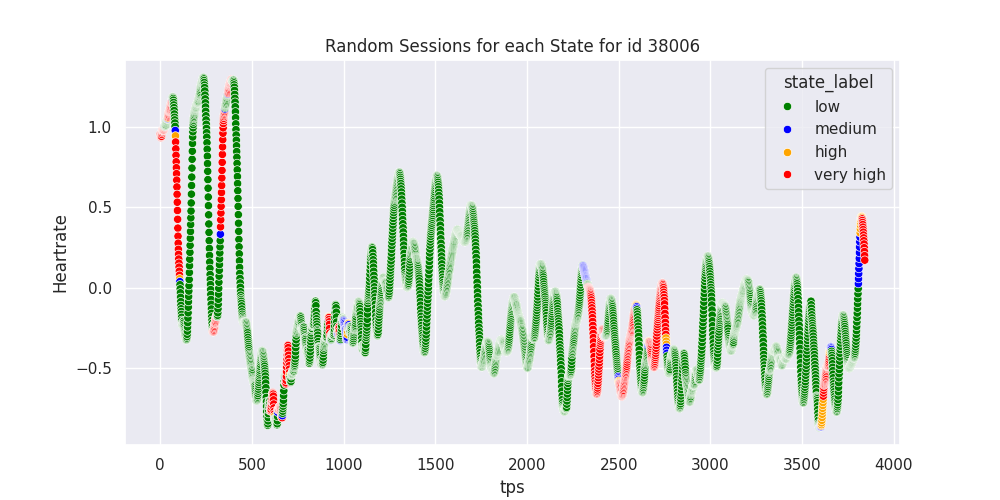 Random Sessions for each State for id 38006
state_label
low
medium
high
very high
Heartrate
1.0
0.5
0.0
−0.5
0 500 1000 1500 2000 2500 3000 3500 4000
tps